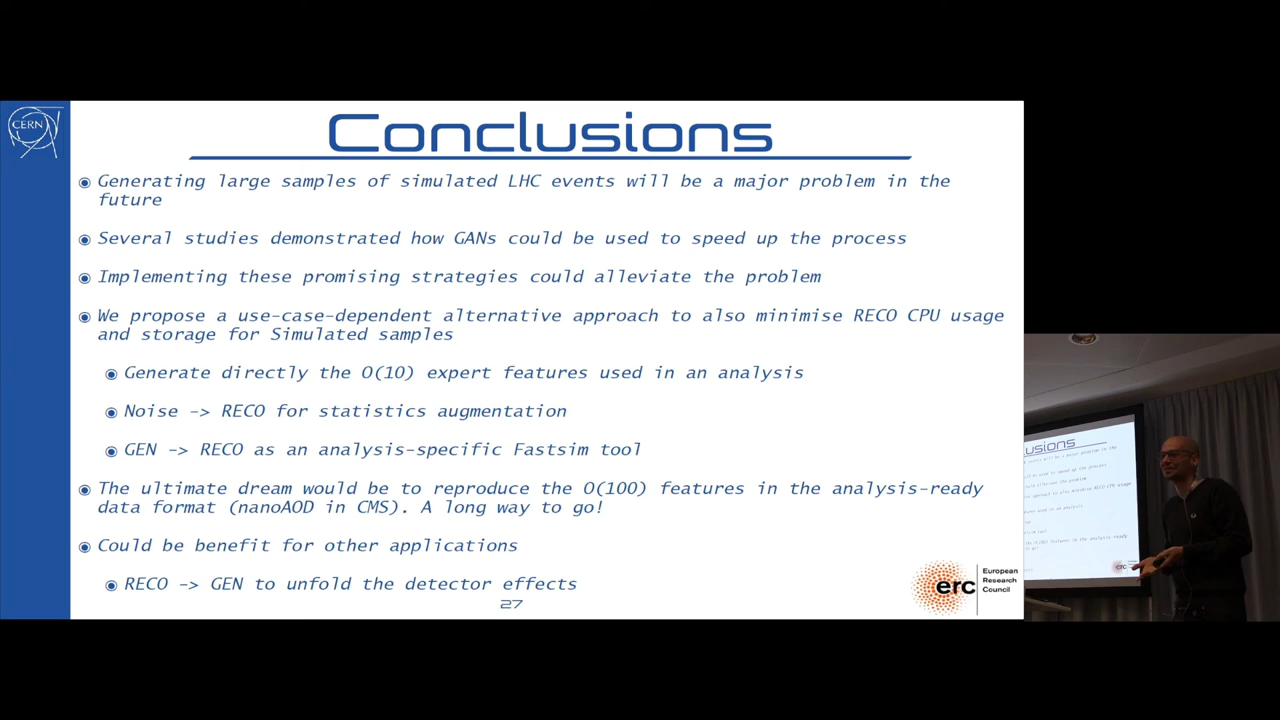 CERN
Conclusions
Generating large samples of simulated LHC events will be a major problem in the
future
Several studies demonstrated how GANs could be used to speed up the process
Implementing these promising strategies could alleviate the problem
We propose a use-case-dependent alternative approach to also minimise RECO CPU usage
and storage for Simulated samples
Generate directly the O(10) expert features used in an analysis
Noise -> RECO for statistics augmentation
GEN -> RECO as an analysis-specific Fastsim tool
The ultimate dream would be to reproduce the O(100) features in the analysis-ready
data format (nanoAOD in CMS). A long way to go!
Could be benefit for other applications
RECO -> GEN to unfold the detector effects
27
erc
European
Research
Council
usions
erc